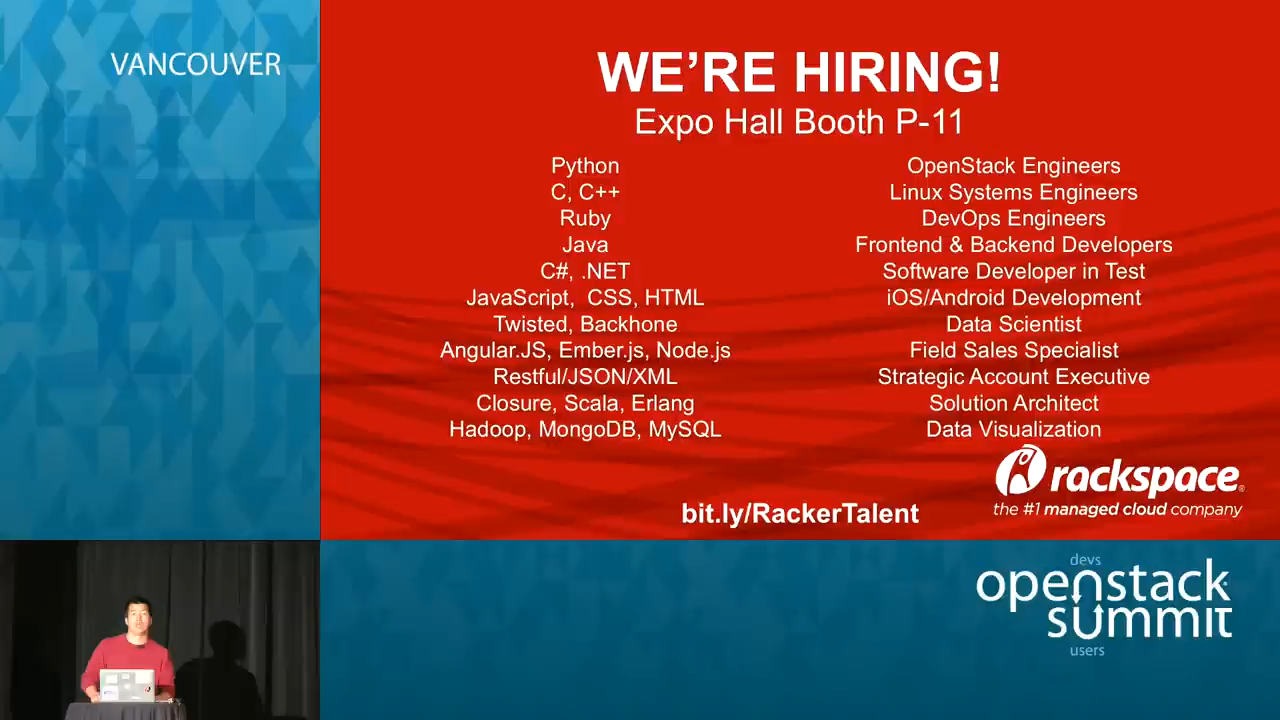 VANCOUVER
WE'RE HIRING!
Expo Hall Booth P-11
Python
C, C++
Ruby
Java
C#, .NET
JavaScript, CSS, HTML
Twisted, Backhone
Angular.JS, Ember.js, Node.js
Restful/JSON/XML
Closure, Scala, Erlang
Hadoop, MongoDB, MySQL
OpenStack Engineers
Linux Systems Engineers
DevOps Engineers
Frontend & Backend Developers
Software Developer in Test
iOS/Android Development
Data Scientist
Field Sales Specialist
Strategic Account Executive
Solution Architect
Data Visualization
rackspace®
the #1 managed cloud company
bit.ly/RackerTalent
devs
openstack
summit
users